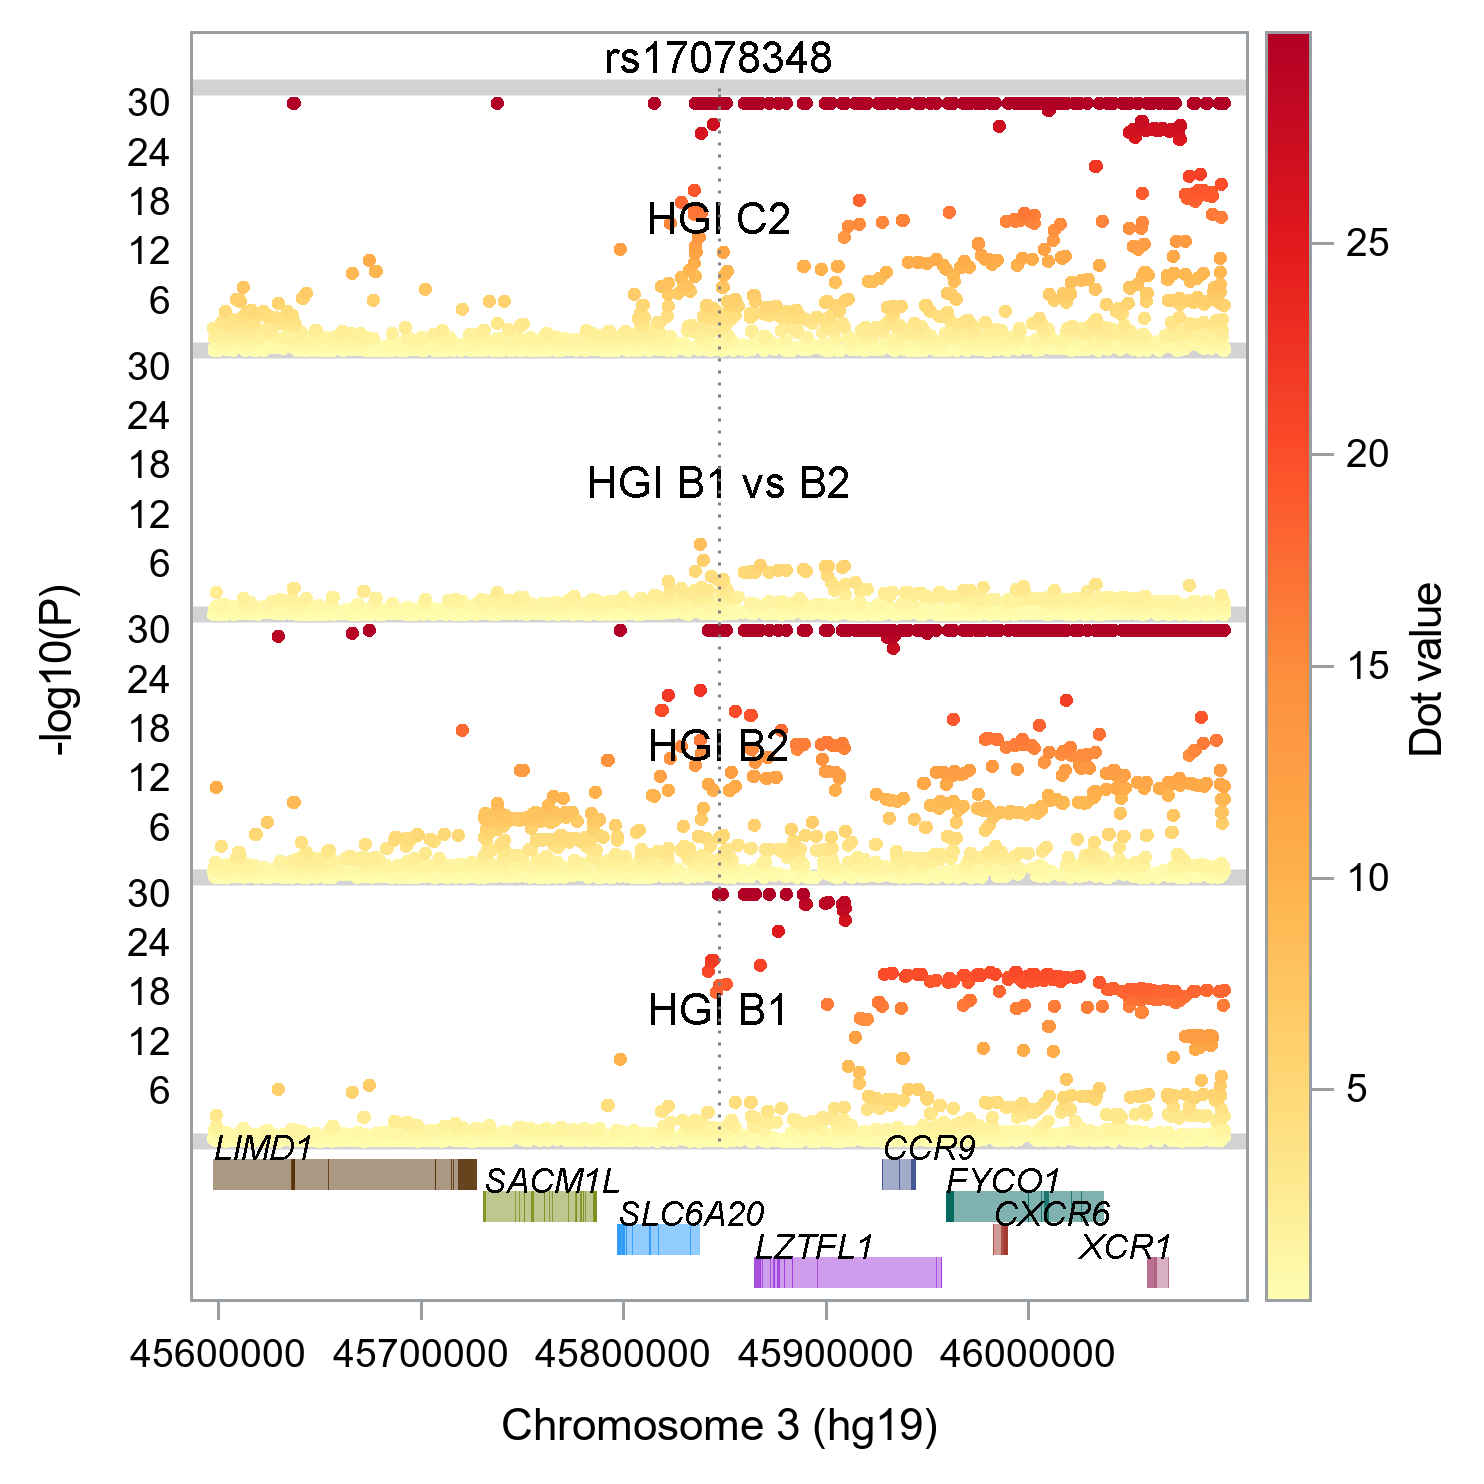 rs17078348
30
24
18
12
6
HGI C2
30
24
18
12
6
HGI B1 vs B2
30
24
18
12
6
HGI B2
30
24
18
12
6
HGI B1
-log10(P)
LIMD1
SACM1L
SLC6A20
LZTFL1
CCR9
FYCO1
CXCR6
XCR1
45600000 45700000 45800000 45900000 46000000
Chromosome 3 (hg19)
25
20
15
10
5
Dot value